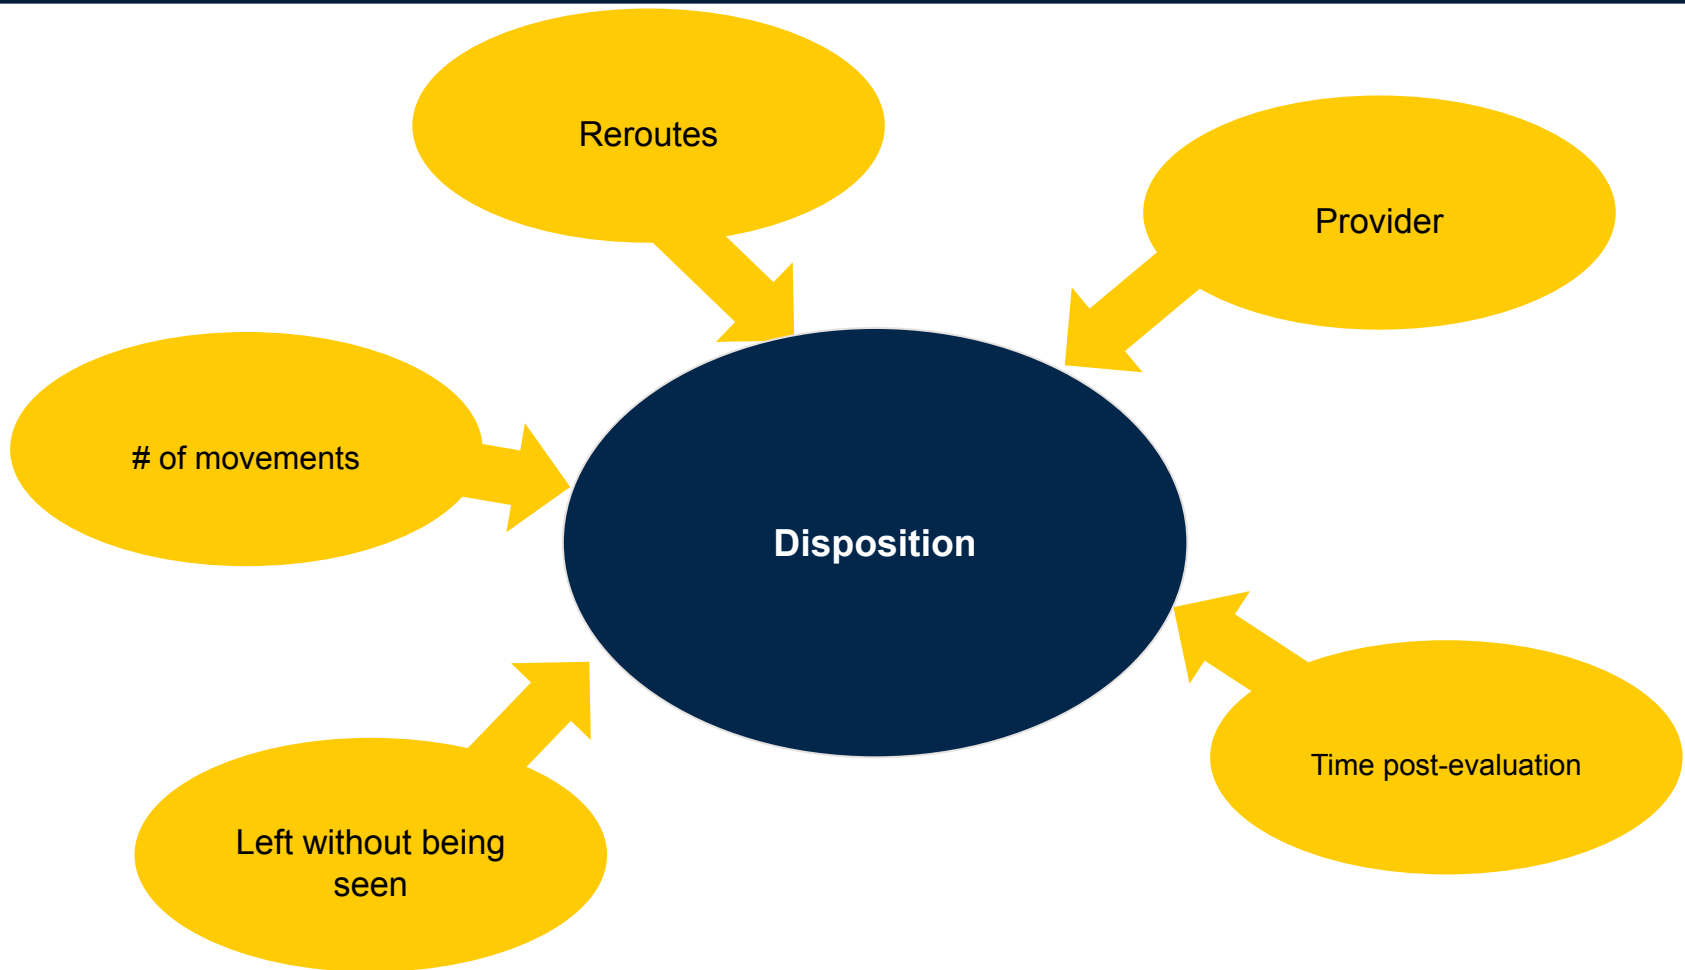 Reroutes
Provider
# of movements
Disposition
Time post-evaluation
Left without being
seen